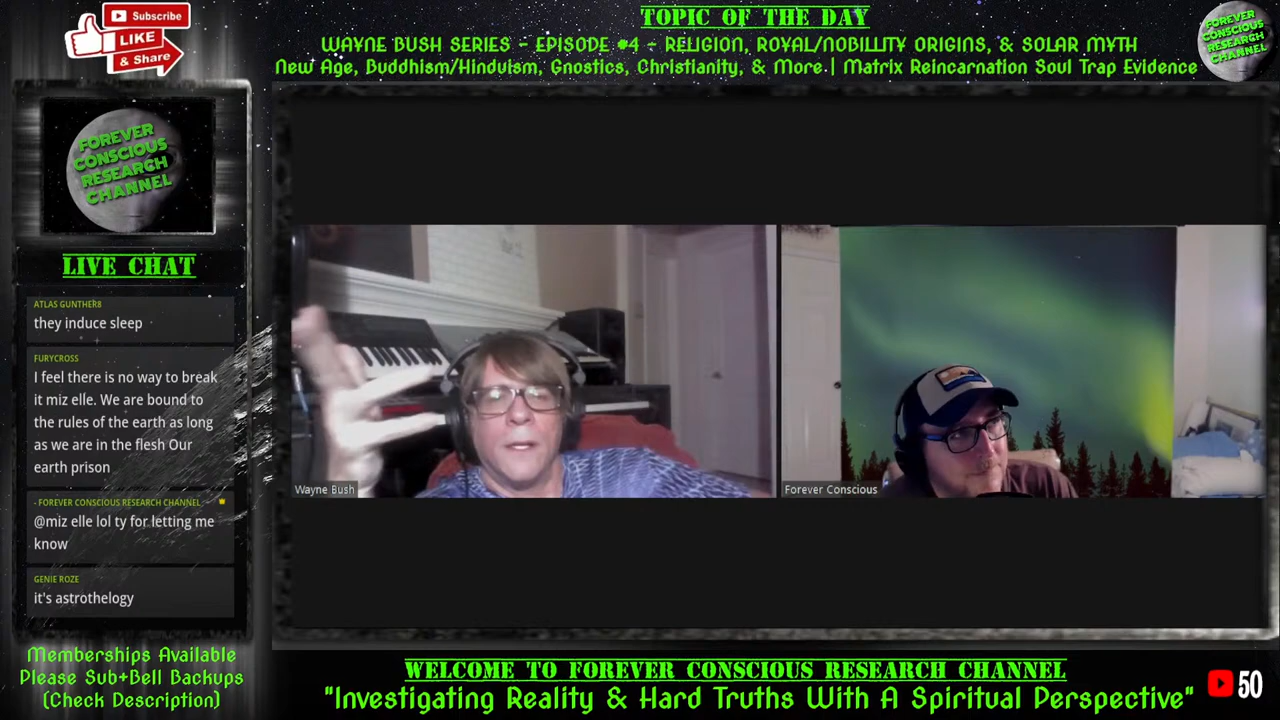 Subscribe
LIKE
& Share
TOPIC OF THE DAY
WAYNE BUSH SERIES - EPISODE #4 - RELIGION, ROYAL/NOBILLITY ORIGINS, & SOLAR MYTH
New Age, Buddhism/Hinduism, Gnostics, Christianity, & More | Matrix Reincarnation Soul Trap Evidence
FOREVER
CONSCIOUS
RESEARCH
CHANNEL
FOREVER
CONSCIOUS
RESEARCH
CHANNEL
LIVE CHAT
ATLAS GUNTHER8
they induce sleep
FURYCROSS
I feel there is no way to break
it miz elle. We are bound to
the rules of the earth as long
as we are in the flesh Our
earth prison
- FOREVER CONSCIOUS RESEARCH CHANNEL
@miz elle lol ty for letting me
know
GENIE ROZE
it's astrothelogy
Wayne Bush
Forever Conscious
Memberships Available
Please Sub+Bell Backups
(Check Description)
WELCOME TO FOREVER CONSCIOUS RESEARCH CHANNEL
"Investigating Reality & Hard Truths With A Spiritual Perspective"
50